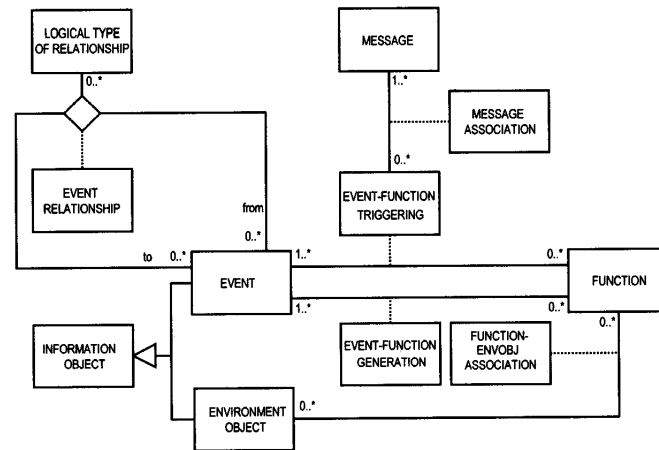 LOGICAL TYPE
OF RELATIONSHIP
0..*
EVENT
RELATIONSHIP
from
0..*
to
0..*
MESSAGE
1..*
MESSAGE
ASSOCIATION
0..*
EVENT-FUNCTION
TRIGGERING
EVENT
1..*
0..*
1..*
0..*
FUNCTION
0..*
EVENT-FUNCTION
GENERATION
FUNCTION-
ENVOBJ
ASSOCIATION
INFORMATION
OBJECT
ENVIRONMENT
OBJECT
0..*